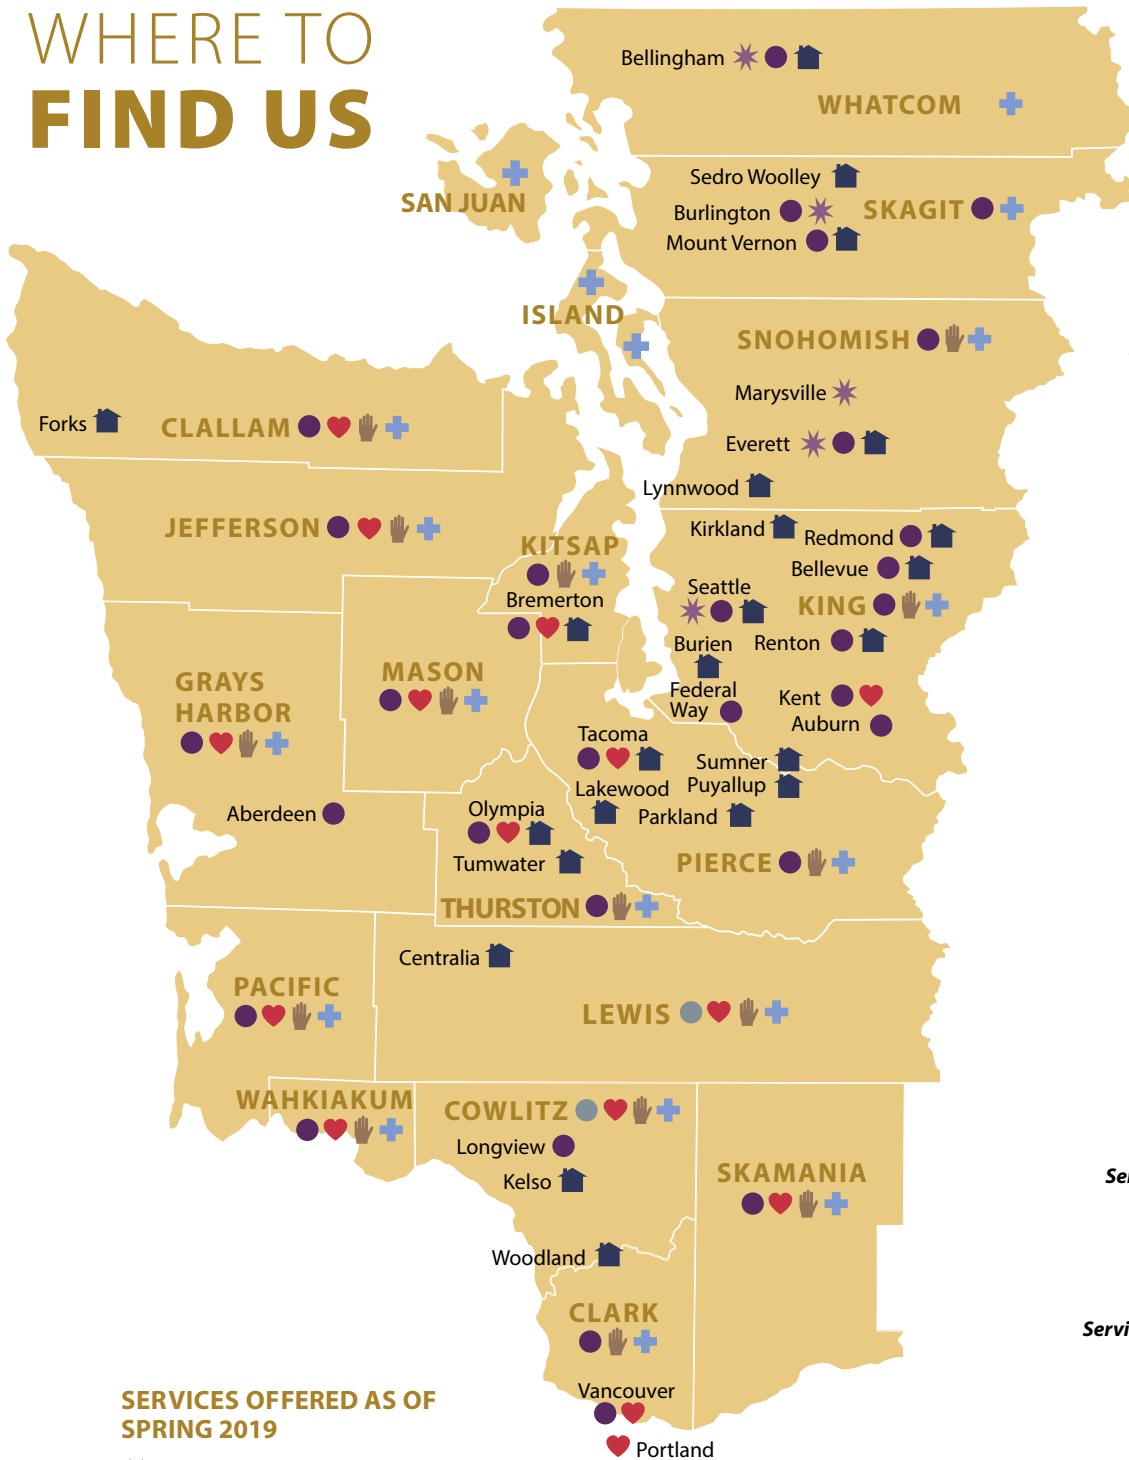 WHERE TO
FIND US
Bellingham
WHATCOM
SAN JUAN
Sedro Woolley
Burlington
SKAGIT
Mount Vernon
ISLAND
SNOHOMISH
Marysville
Everett
Lynnwood
Forks
CLALLAM
JEFFERSON
KITSAP
Bremerton
Kirkland
Redmond
Bellevue
Seattle
KING
Burien
Renton
Federal
Way
Kent
Auburn
MASON
GRAYS
HARBOR
Aberdeen
Tacoma
Sumner
Puyallup
Lakewood
Parkland
Olympia
Tumwater
PIERCE
THURSTON
Centralia
PACIFIC
LEWIS
WAHKIAKUM
COWLITZ
Longview
Kelso
SKAMANIA
Woodland
CLARK
Vancouver
Portland
Ser
Servi
SERVICES OFFERED AS OF
SPRING 2019